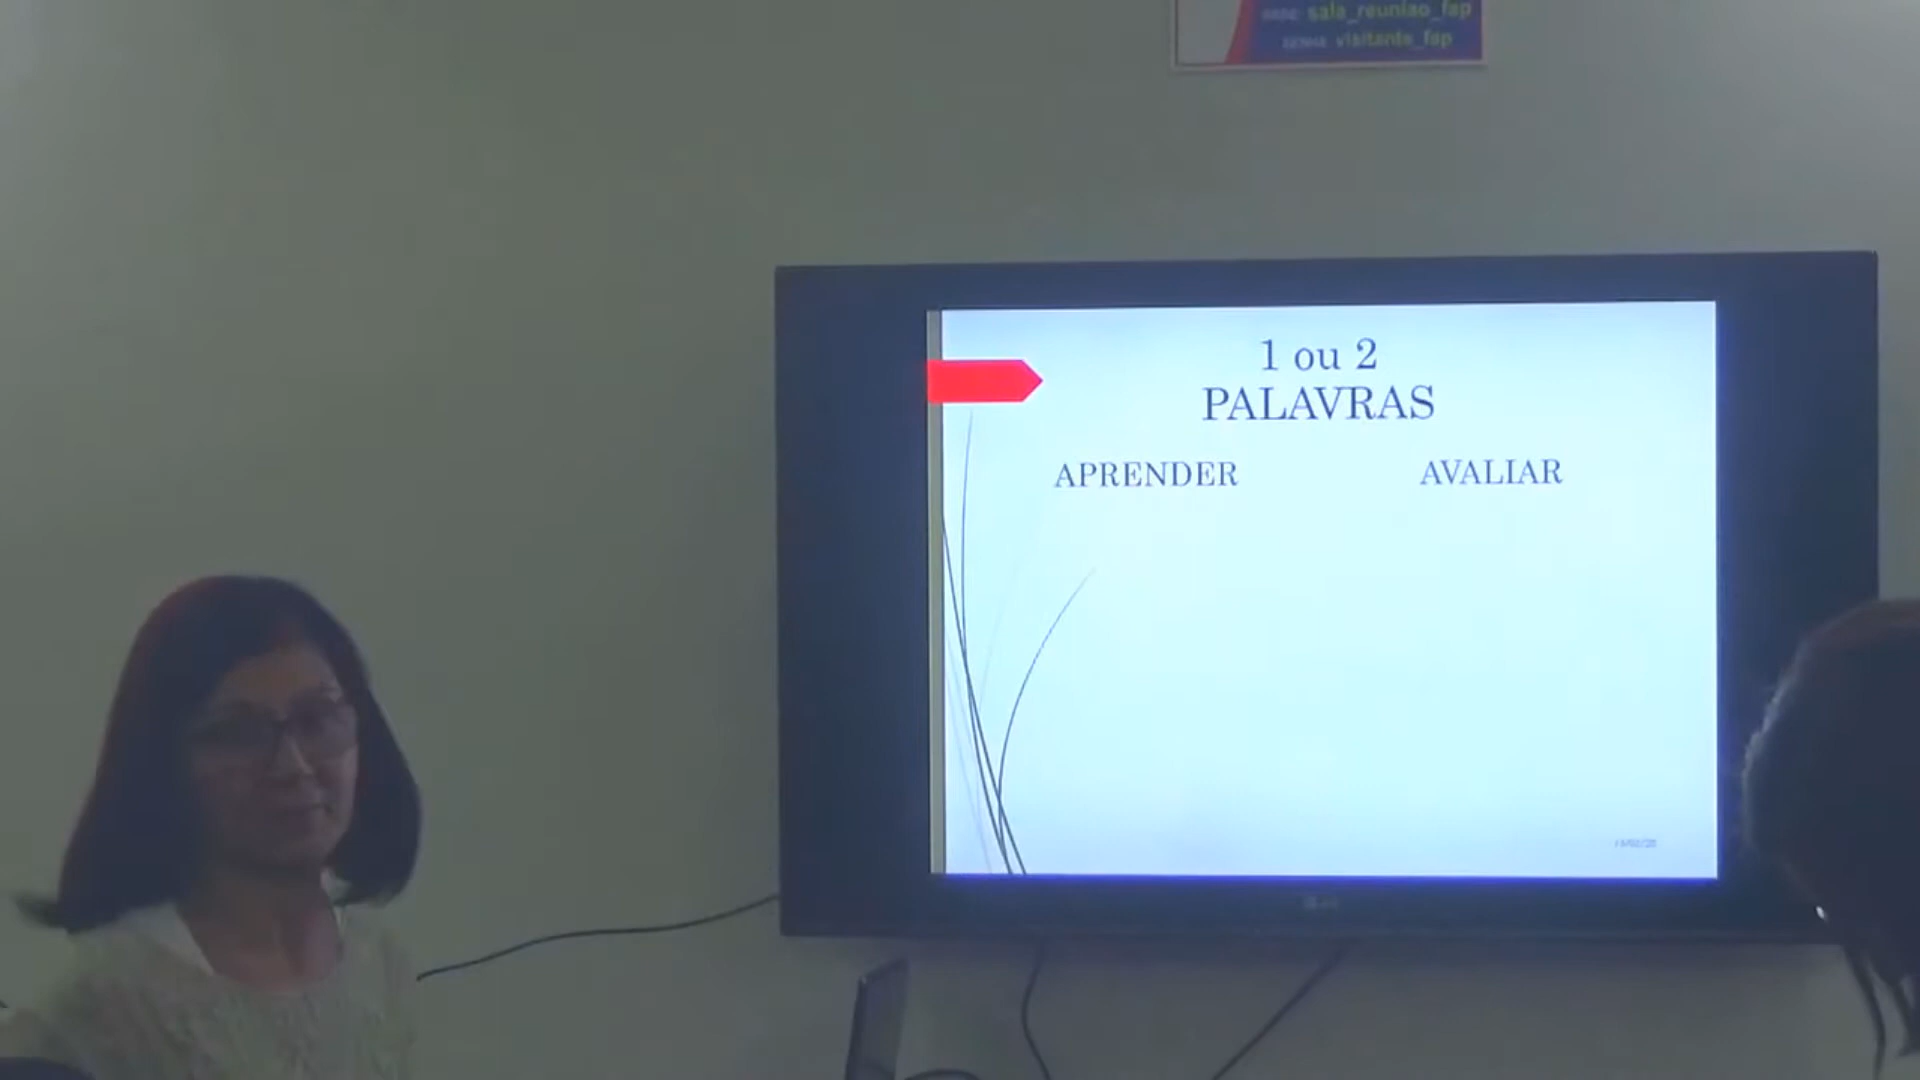 sala_reuniao_fap
visitante_fap
1 ou 2
PALAVRAS
APRENDER
AVALIAR